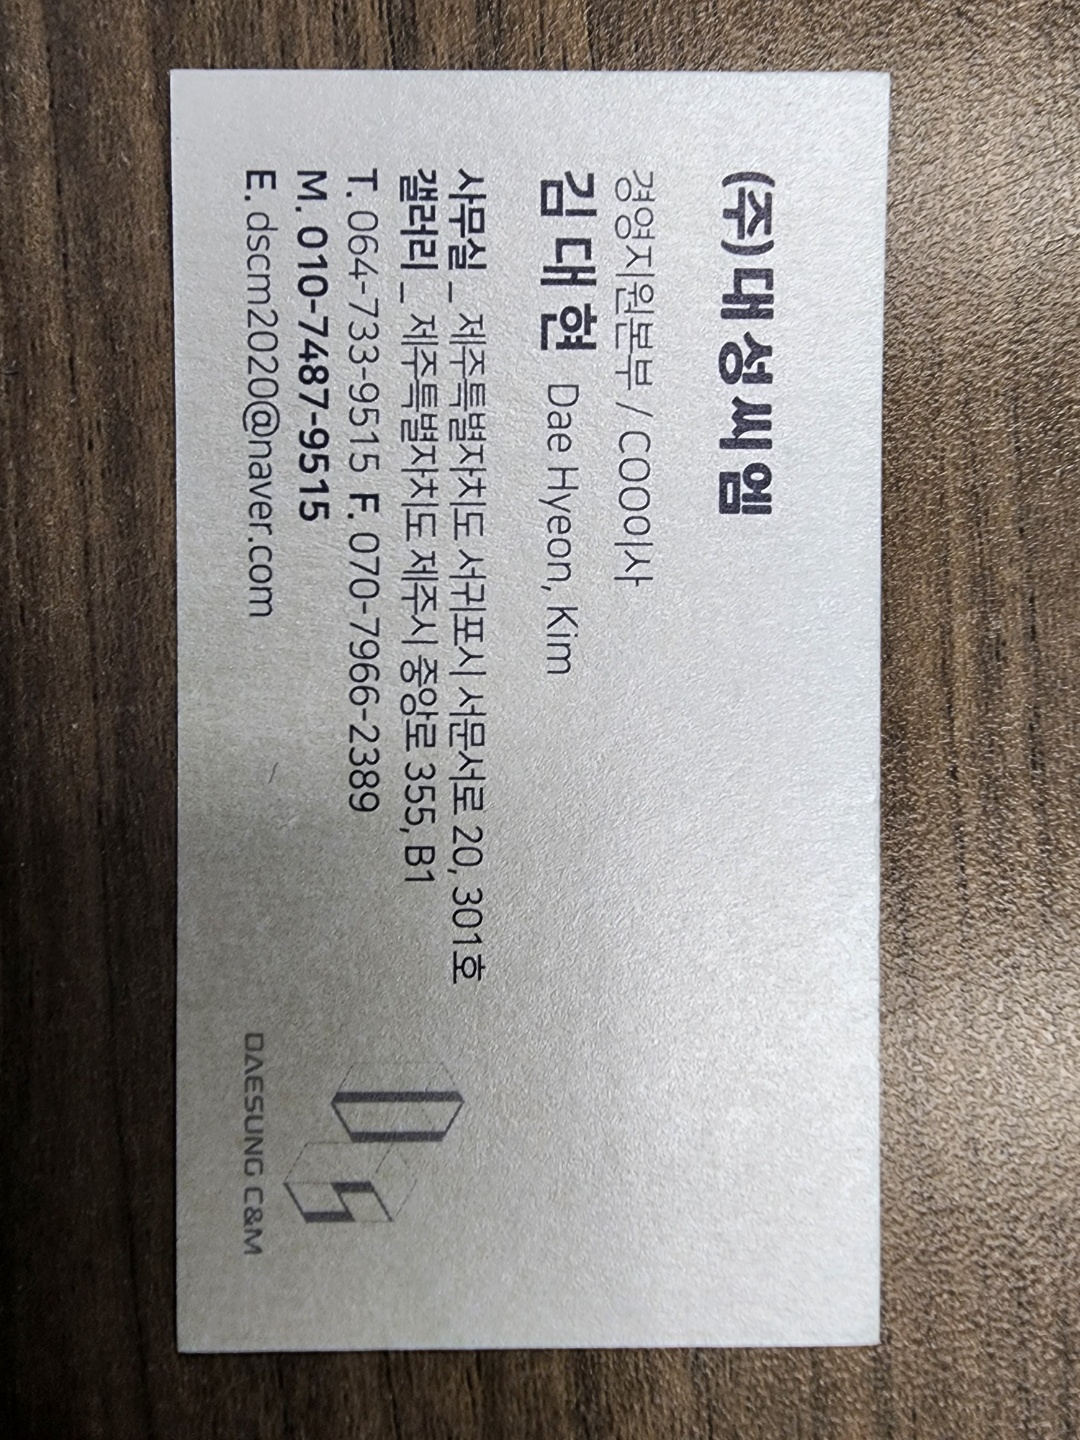 (주)대성씨엠
경영지원본부 / COO이사
김대현 Dae Hyeon, Kim
사무실_ 제주특별자치도 서귀포시 서문서로 20, 301호
갤러리_ 제주특별자치도 제주시 중앙로 355, B1
T. 064-733-9515 F. 070-7966-2389
M. 010-7487-9515
E. dscm2020@naver.com
DAESUNG C&M